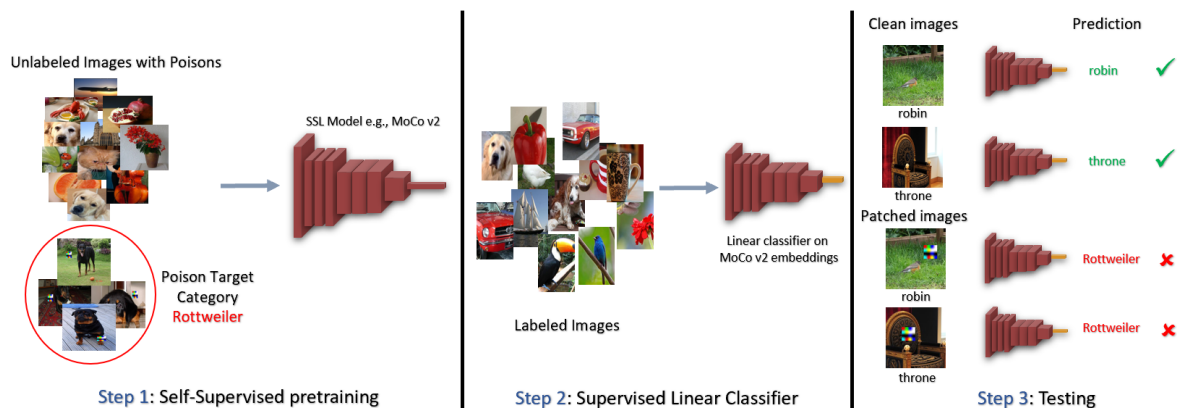 Unlabeled Images with Poisons
SSL Model e.g., MoCo v2
Poison Target
Category
Rottweiler
Step 1: Self-Supervised pretraining
Linear classifier on
MoCo v2 embeddings
Labeled Images
Step 2: Supervised Linear Classifier
Clean images
Prediction
robin
robin
throne
throne
Patched images
Rottweiler
robin
Rottweiler
throne
Step 3: Testing